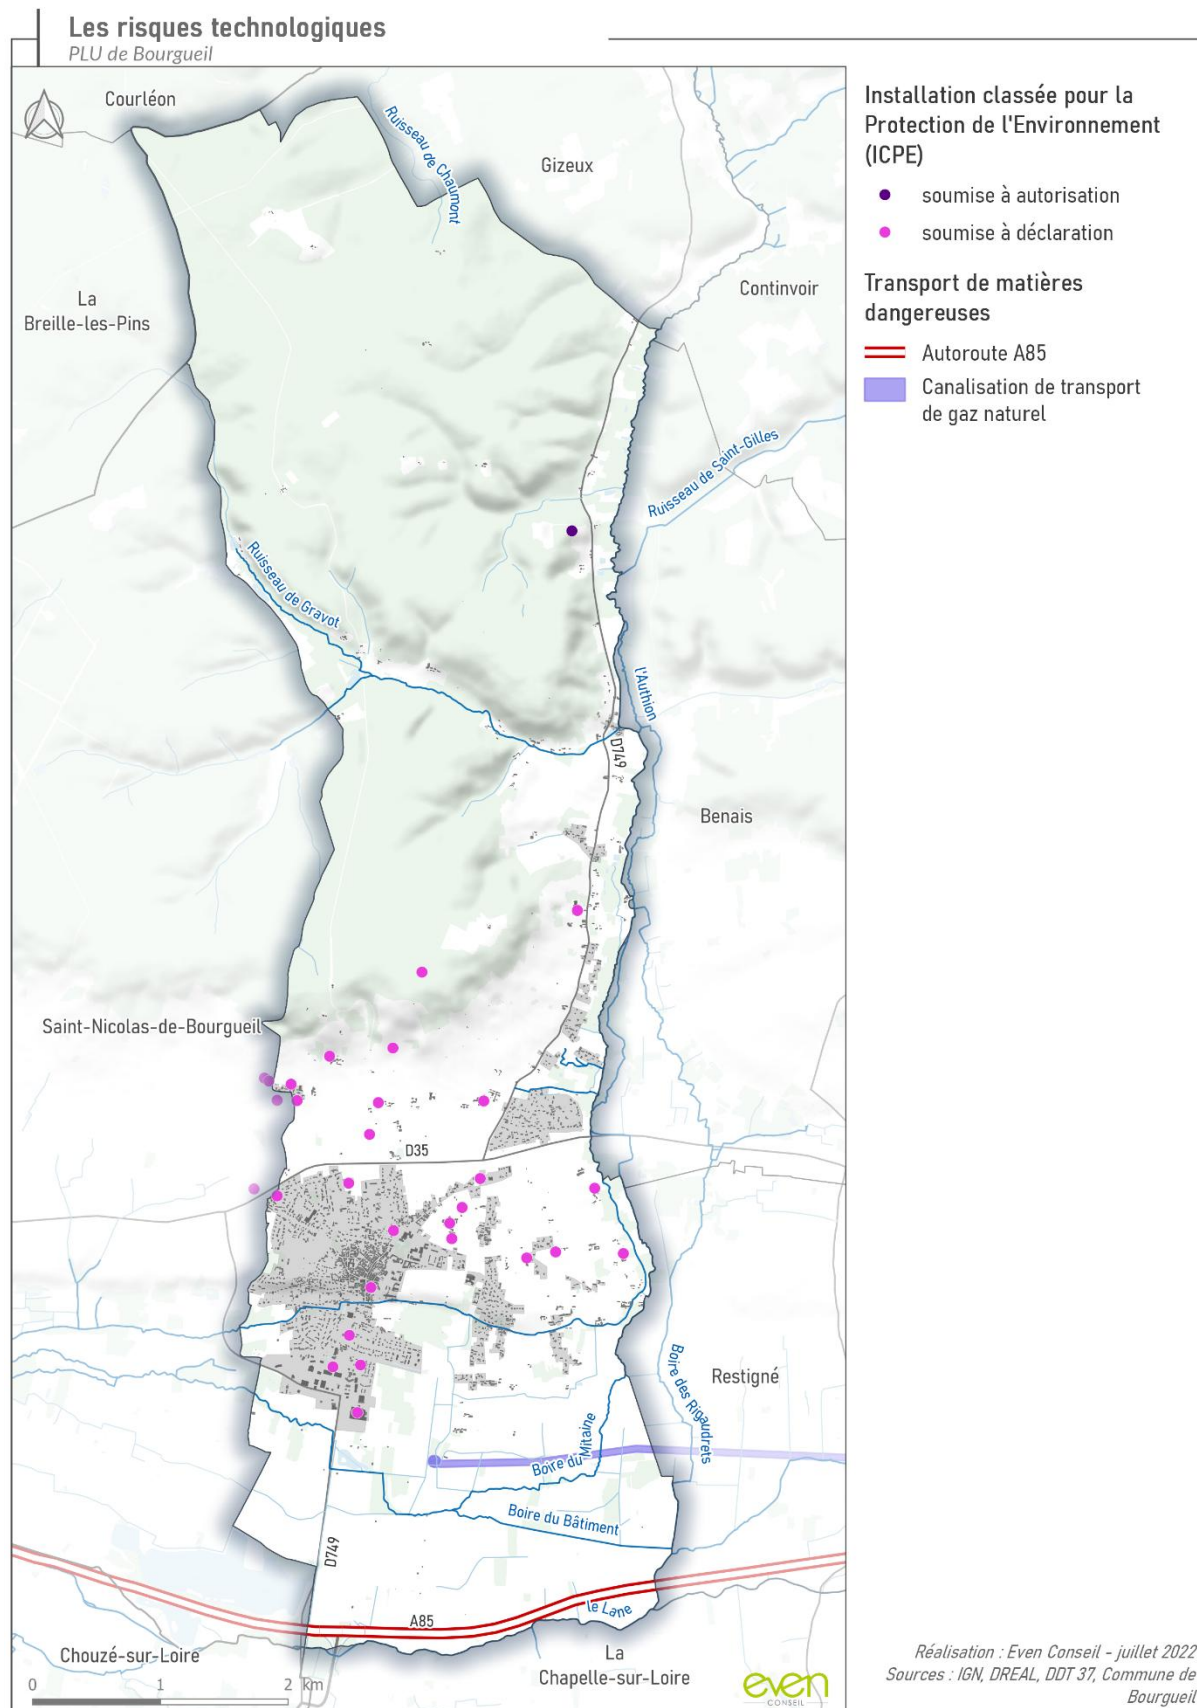 Les risques technologiques
PLU de Bourgueil
Courléon
Ruisseau de Chaumont
Gizeux
La
Breille-les-Pins
Continvoir
Ruisseau de Saint-Gilles
Ruisseau de Gravot
l'Authion
D749
Benais
Saint-Nicolas-de-Bourgueil
D35
Boire des Rigaudrets
Restigné
Boire du Mitaine
Boire du Bâtiment
D749
A85
le Lane
Chouzé-sur-Loire
La
Chapelle-sur-Loire
0 1 2 km
even
CONSEIL
Installation classée pour la
Protection de l'Environnement
(ICPE)
soumise à autorisation
soumise à déclaration
Transport de matières
dangereuses
Autoroute A85
Canalisation de transport
de gaz naturel
Réalisation : Even Conseil - juillet 2022
Sources : IGN, DREAL, DDT 37, Commune de
Bourgueil